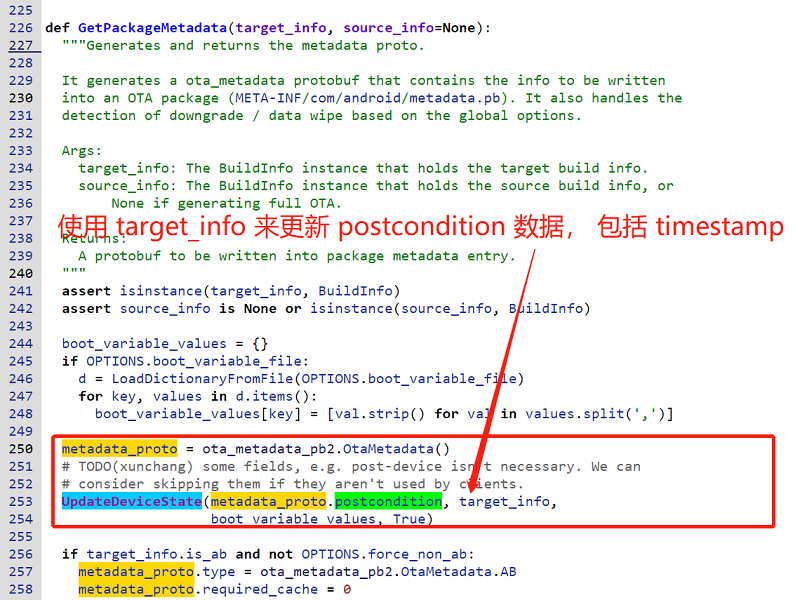 225
226 def GetPackageMetadata(target_info, source_info=None):
227   """Generates and returns the metadata proto.
228
229   It generates a ota_metadata protobuf that contains the info to be written
230   into an OTA package (META-INF/com/android/metadata.pb). It also handles the
231   detection of downgrade / data wipe based on the global options.
232
233   Args:
234     target_info: The BuildInfo instance that holds the target build info.
235     source_info: The BuildInfo instance that holds the source build info, or
236         None if generating full OTA.
237
使用 target_info 来更新 postcondition 数据， 包括 timestamp
238   Returns:
239     A protobuf to be written into package metadata entry.
240   """
241   assert isinstance(target_info, BuildInfo)
242   assert source_info is None or isinstance(source_info, BuildInfo)
243
244   boot_variable_values = {}
245   if OPTIONS.boot_variable_file:
246     d = LoadDictionaryFromFile(OPTIONS.boot_variable_file)
247     for key, values in d.items():
248       boot_variable_values[key] = [val.strip() for val in values.split(',')]
249
250   metadata_proto = ota_metadata_pb2.OtaMetadata()
251   # TODO(xunchang) some fields, e.g. post-device isn't necessary. We can
252   # consider skipping them if they aren't used by clients.
253   UpdateDeviceState(metadata_proto.postcondition, target_info,
254                     boot_variable_values, True)
255
256   if target_info.is_ab and not OPTIONS.force_non_ab:
257     metadata_proto.type = ota_metadata_pb2.OtaMetadata.AB
258     metadata_proto.required_cache = 0